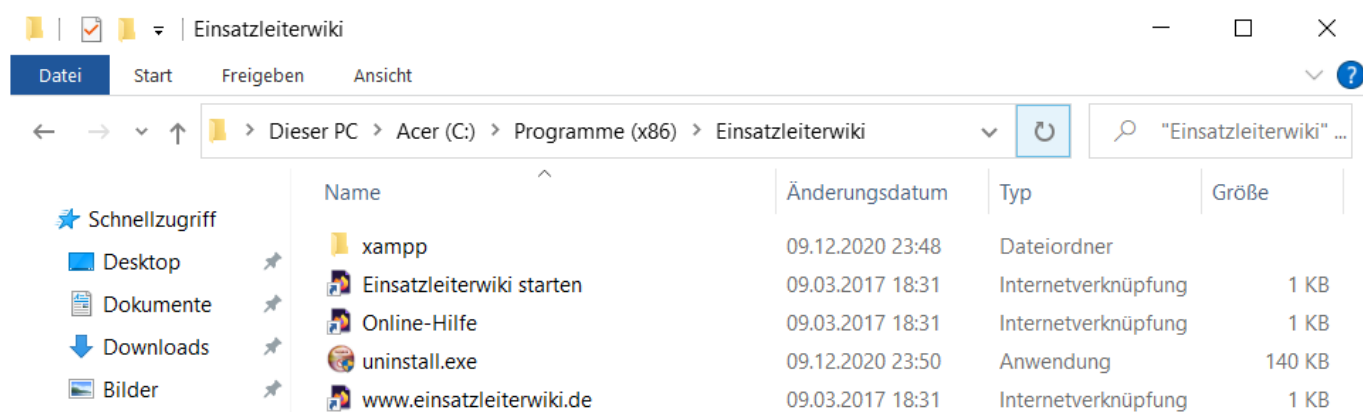 Einsatzleiterwiki
Datei Start Freigeben Ansicht
Dieser PC > Acer (C:) > Programme (x86) > Einsatzleiterwiki "Einsatzleiterwiki" ...
Name Änderungsdatum Typ Größe
Schnellzugriff
xampp 09.12.2020 23:48 Dateiordner
Desktop
Einsatzleiterwiki starten 09.03.2017 18:31 Internetverknüpfung 1 KB
Dokumente
Online-Hilfe 09.03.2017 18:31 Internetverknüpfung 1 KB
Downloads
uninstall.exe 09.12.2020 23:50 Anwendung 140 KB
Bilder
www.einsatzleiterwiki.de 09.03.2017 18:31 Internetverknüpfung 1 KB